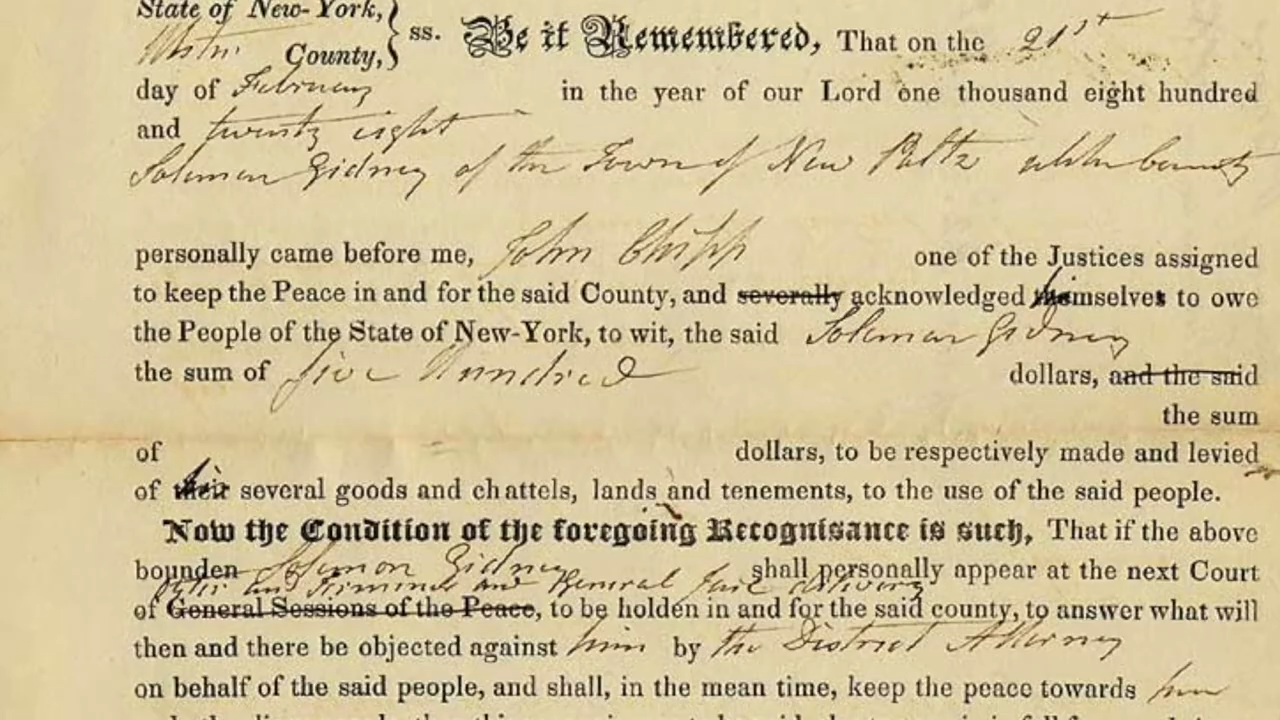 State of New-York,
Ulster County, } ss. Be it Remembered, That on the 21st
day of February in the year of our Lord one thousand eight hundred
and twenty eight
Solomon Gidney of the Town of New Paltz County
personally came before me, John Chipp one of the Justices assigned
to keep the Peace in and for the said County, and severally acknowledged himself to owe
the People of the State of New-York, to wit, the said Solomon Gidney
the sum of five Hundred dollars, and the said
the sum
of dollars, to be respectively made and levied
of his several goods and chattels, lands and tenements, to the use of the said people.
Now the Condition of the foregoing Recognisance is such, That if the above
bounden Solomon Gidney shall personally appear at the next Court
Oyer and Terminer and General Jail delivery
of General Sessions of the Peace, to be holden in and for the said county, to answer what will
then and there be objected against him by the District Attorney
on behalf of the said people, and shall, in the mean time, keep the peace towards